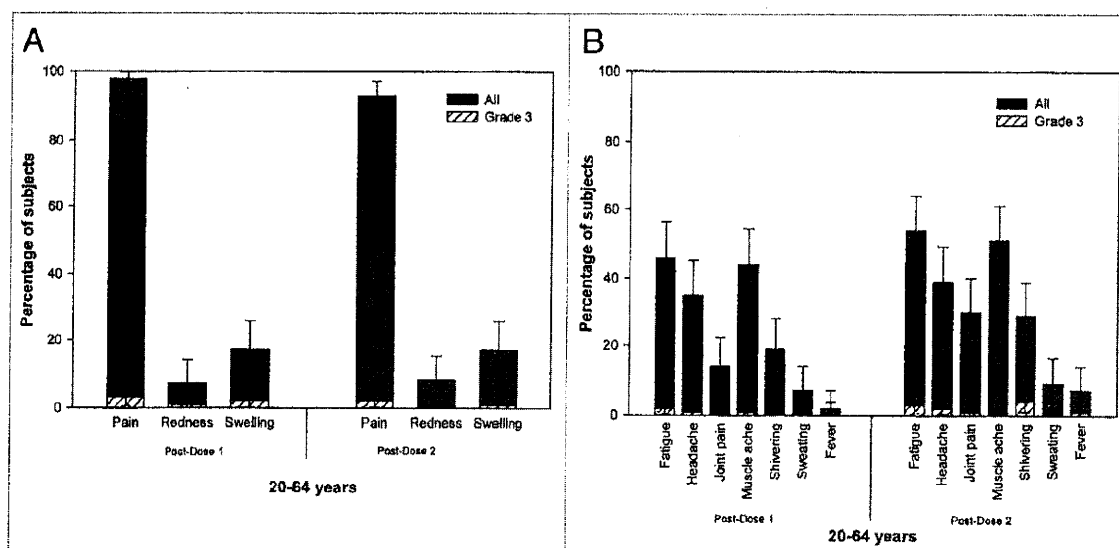 A
Percentage of subjects
100
80
60
40
20
0
All
Grade 3
Pain Redness Swelling Pain Redness Swelling
Post-Dose 1 Post-Dose 2
20-64 years
B
Percentage of subjects
100
80
60
40
20
0
All
Grade 3
Fatigue
Headache
Joint pain
Muscle ache
Shivering
Sweating
Fever
Fatigue
Headache
Joint pain
Muscle ache
Shivering
Sweating
Fever
Post-Dose 1 Post-Dose 2
20-64 years